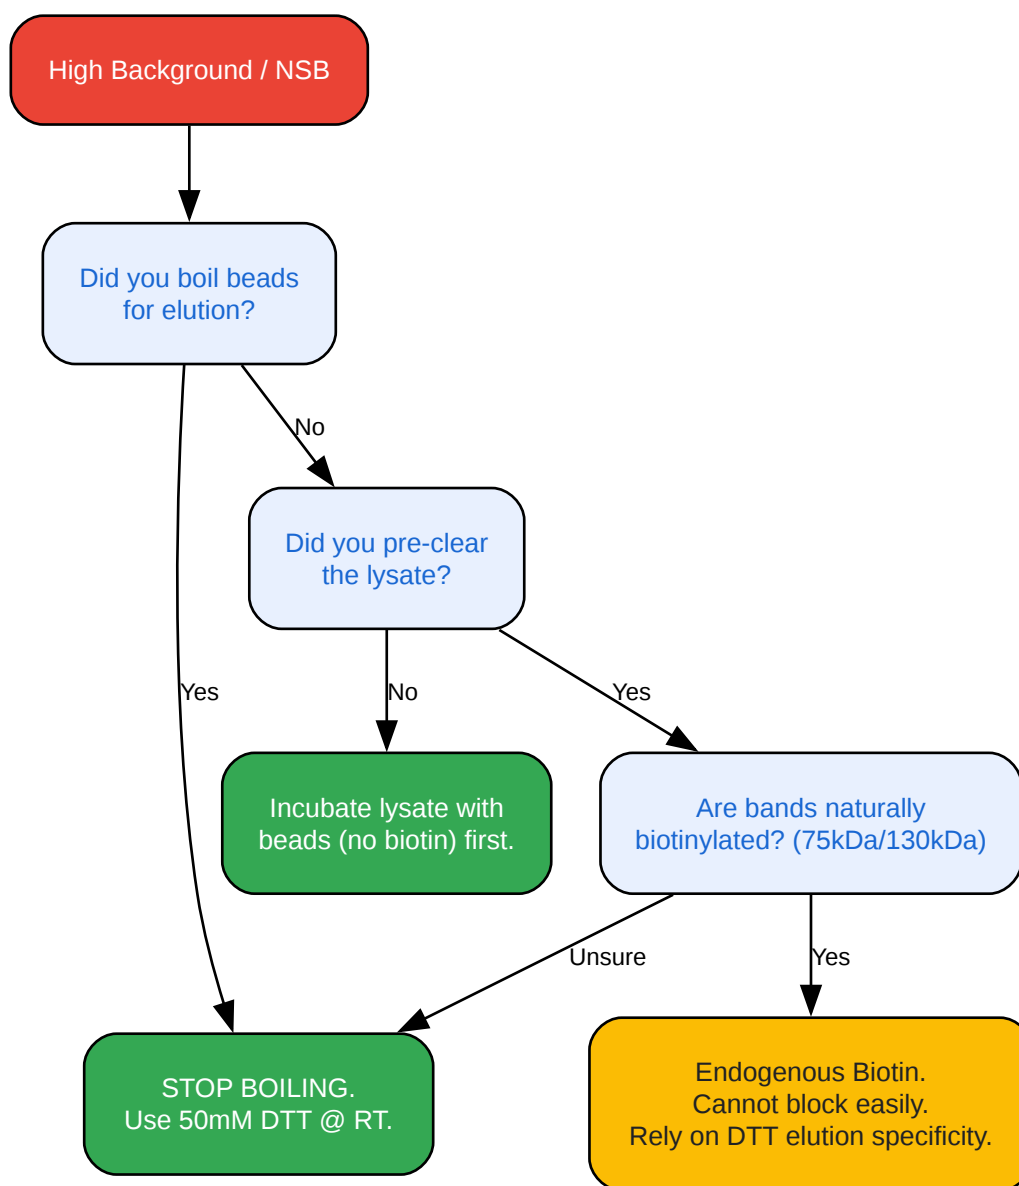 High Background / NSB
Did you boil beads
for elution?
No
Did you pre-clear
the lysate?
Yes
No
Yes
Incubate lysate with
beads (no biotin) first.
Are bands naturally
biotinylated? (75kDa/130kDa)
Unsure
Yes
STOP BOILING.
Use 50mM DTT @ RT.
Endogenous Biotin.
Cannot block easily.
Rely on DTT elution specificity.